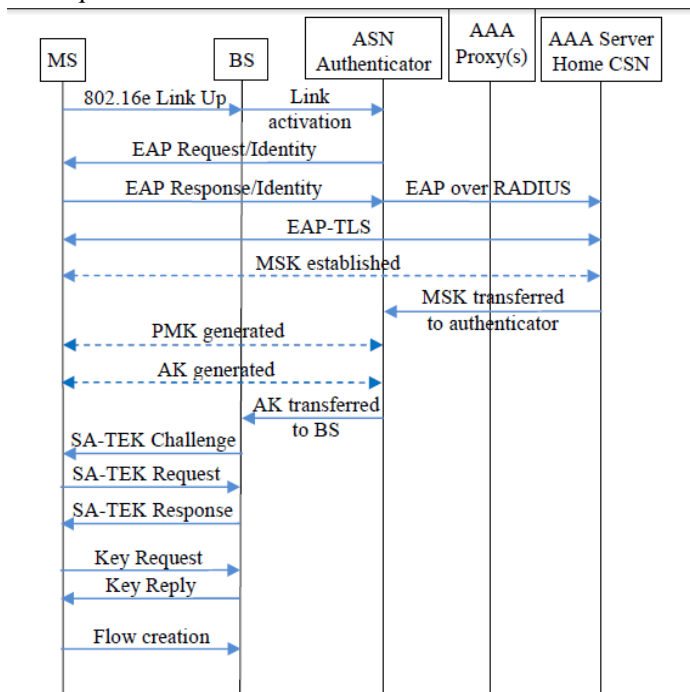 MS
BS
ASN
Authenticator
AAA
Proxy(s)
AAA Server
Home CSN
802.16e Link Up
Link
activation
EAP Request/Identity
EAP Response/Identity
EAP over RADIUS
EAP-TLS
MSK established
MSK transferred
to authenticator
PMK generated
AK generated
AK transferred
to BS
SA-TEK Challenge
SA-TEK Request
SA-TEK Response
Key Request
Key Reply
Flow creation